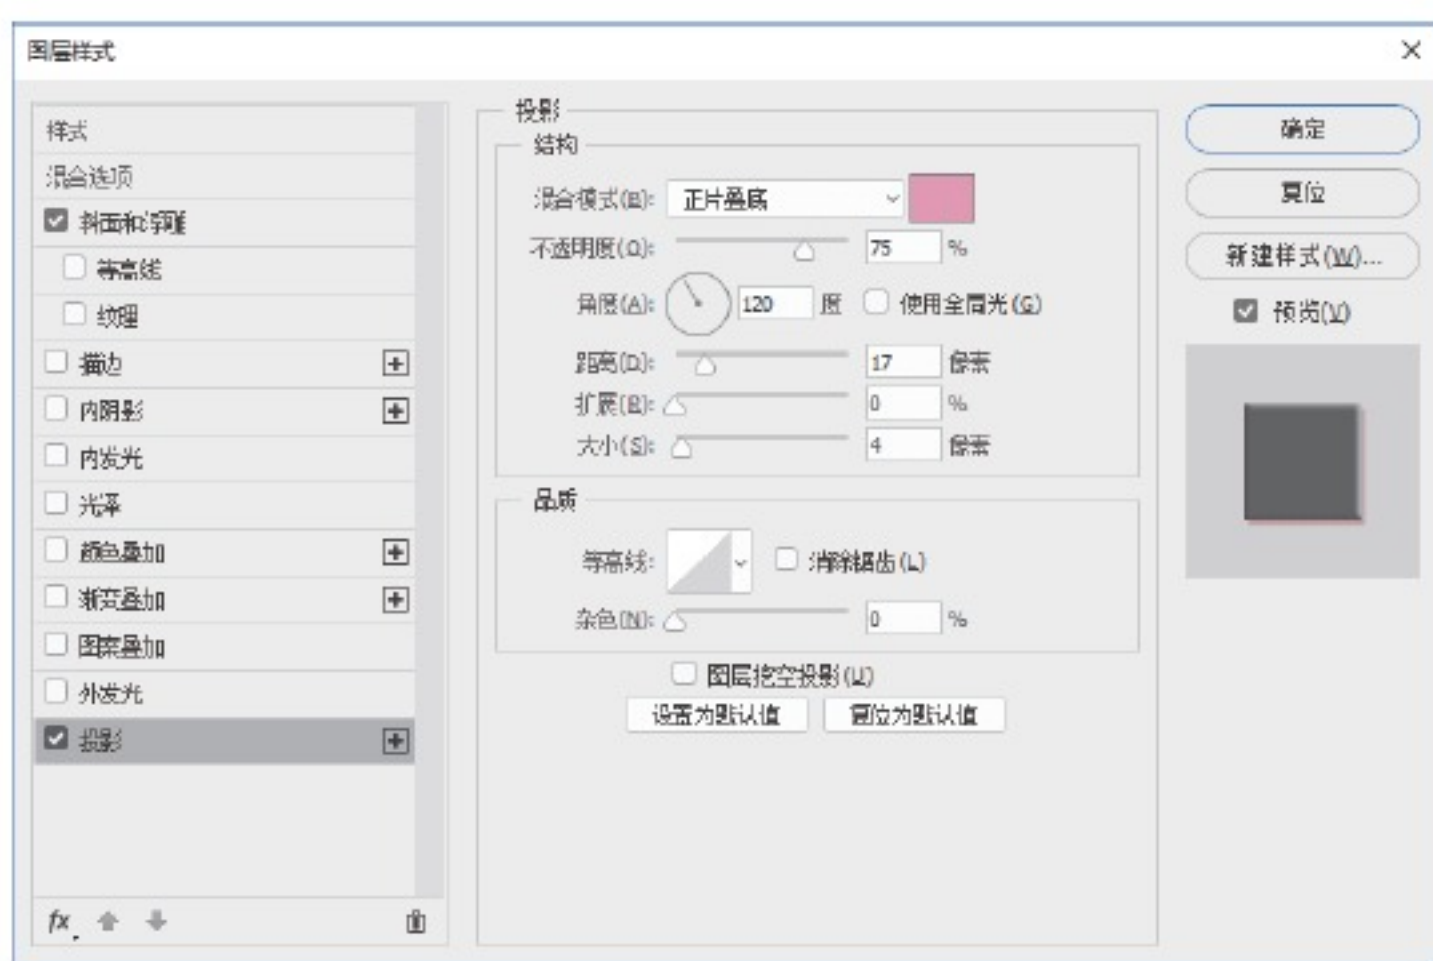 图层样式
样式
混合选项
斜面和浮雕
等高线
纹理
描边
内阴影
内发光
光泽
颜色叠加
渐变叠加
图案叠加
外发光
投影
fx
投影
结构
混合模式(B): 正片叠底
不透明度(O): 75 %
角度(A): 120 度 使用全局光(G)
距离(D): 17 像素
扩展(R): 0 %
大小(S): 4 像素
品质
等高线: 消除锯齿(L)
杂色(N): 0 %
图层挖空投影(U)
设置为默认值 复位为默认值
确定
复位
新建样式(W)...
预览(V)